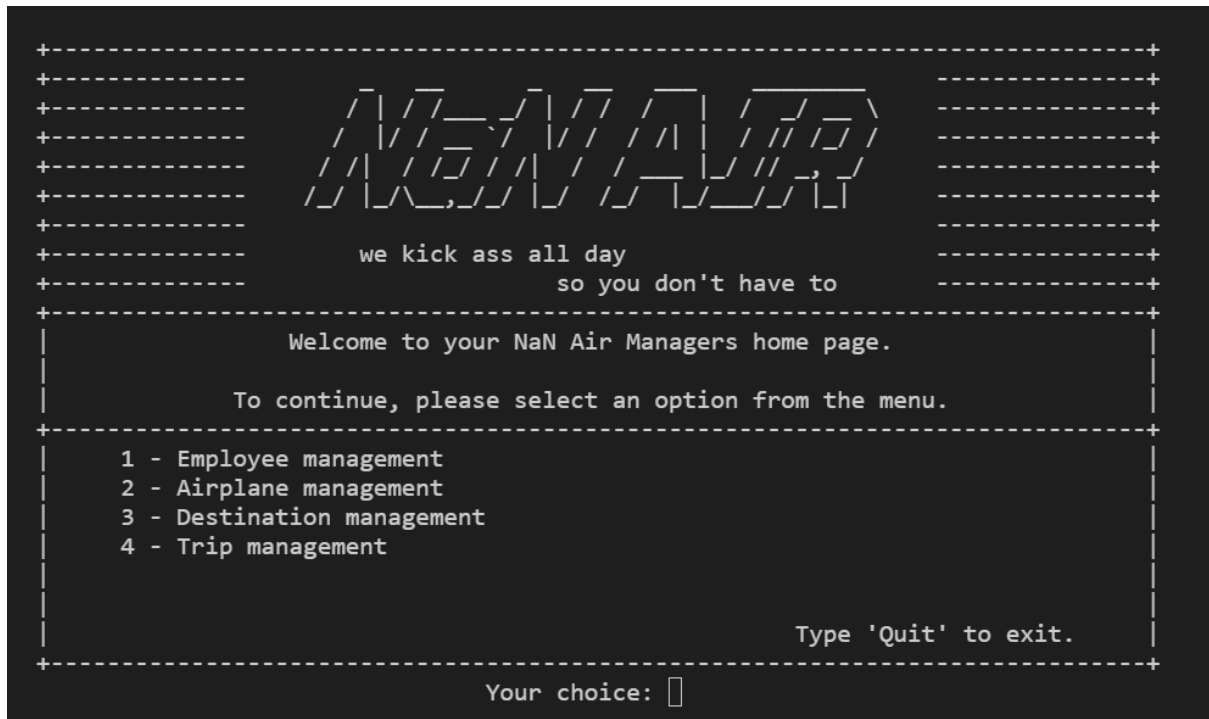 NaN AIR
we kick ass all day
so you don't have to
Welcome to your NaN Air Managers home page.
To continue, please select an option from the menu.
1 - Employee management
2 - Airplane management
3 - Destination management
4 - Trip management
Type 'Quit' to exit.
Your choice: